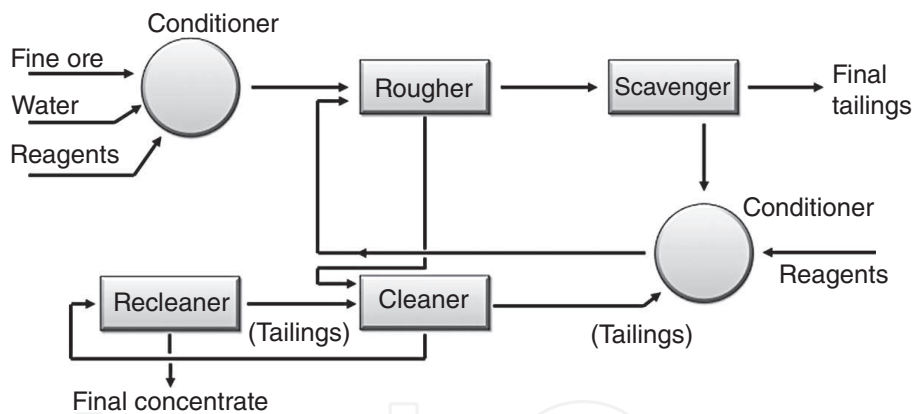 Conditioner
Fine ore
Water
Reagents
Rougher
Scavenger
Final
tailings
Conditioner
Reagents
Recleaner
(Tailings)
Cleaner
(Tailings)
Final concentrate